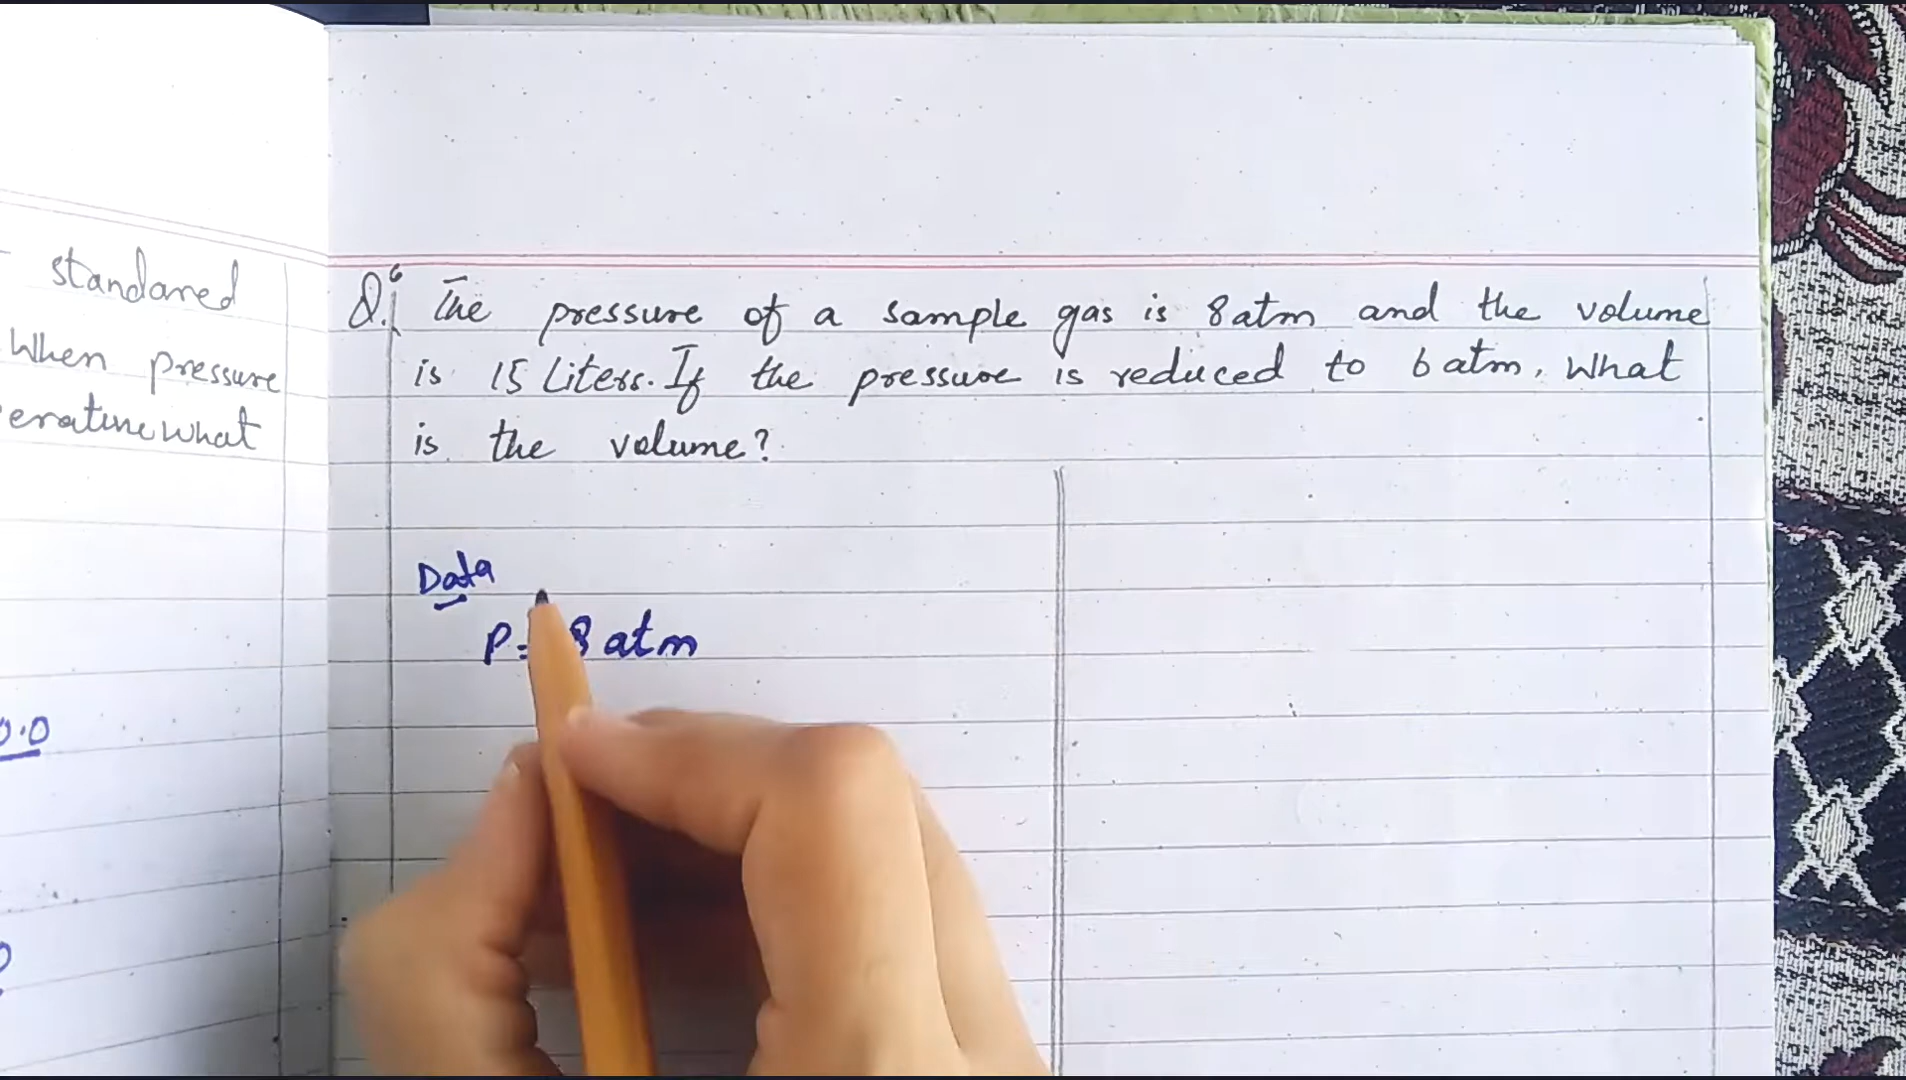 standared
When pressure
erature what
0.0
Q.6 The pressure of a sample gas is 8 atm and the volume
is 15 Liters. If the pressure is reduced to 6 atm. What
is the volume?
Data
P = 8 atm